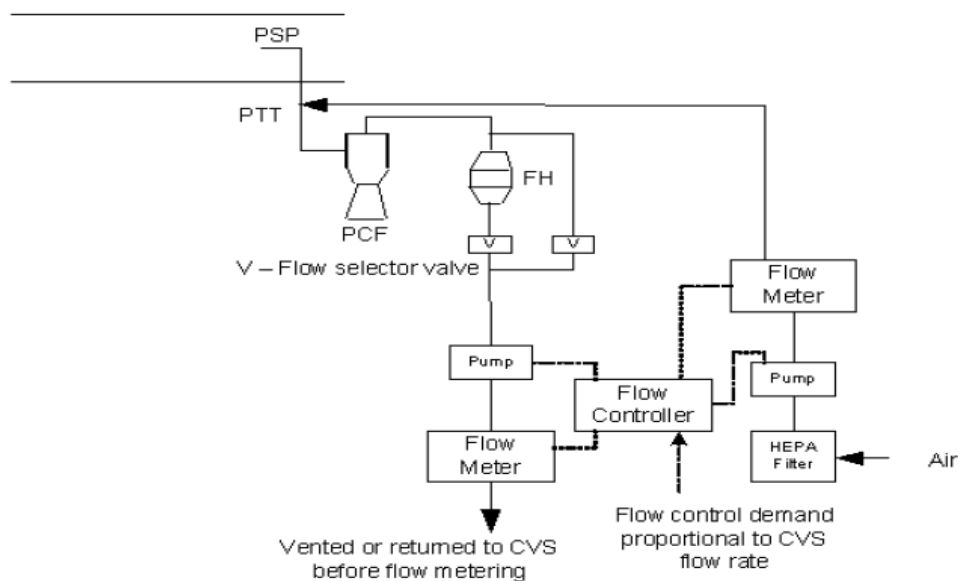 PSP
PTT
FH
PCF
V
V
V – Flow selector valve
Flow
Meter
Pump
Pump
Flow
Controller
Flow
Meter
HEPA
Filter
Air
Flow control demand
proportional to CVS
flow rate
Vented or returned to CVS
before flow metering